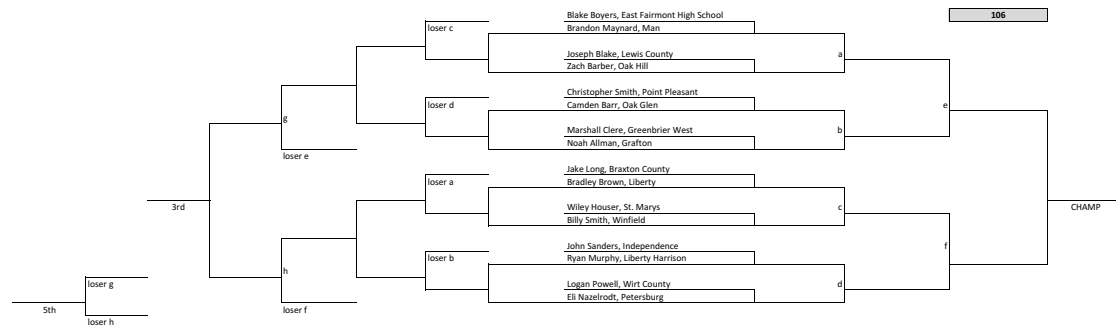 Blake Boyers, East Fairmont High School
106
loser c
Brandon Maynard, Man
Joseph Blake, Lewis County
a
Zach Barber, Oak Hill
Christopher Smith, Point Pleasant
loser d
Camden Barr, Oak Glen
e
g
Marshall Clere, Greenbrier West
b
Noah Allman, Grafton
loser e
Jake Long, Braxton County
loser a
Bradley Brown, Liberty
3rd
Wiley Houser, St. Marys
c
CHAMP
Billy Smith, Winfield
John Sanders, Independence
f
loser b
Ryan Murphy, Liberty Harrison
h
loser g
Logan Powell, Wirt County
d
Eli Nazelrodt, Petersburg
5th
loser f
loser h